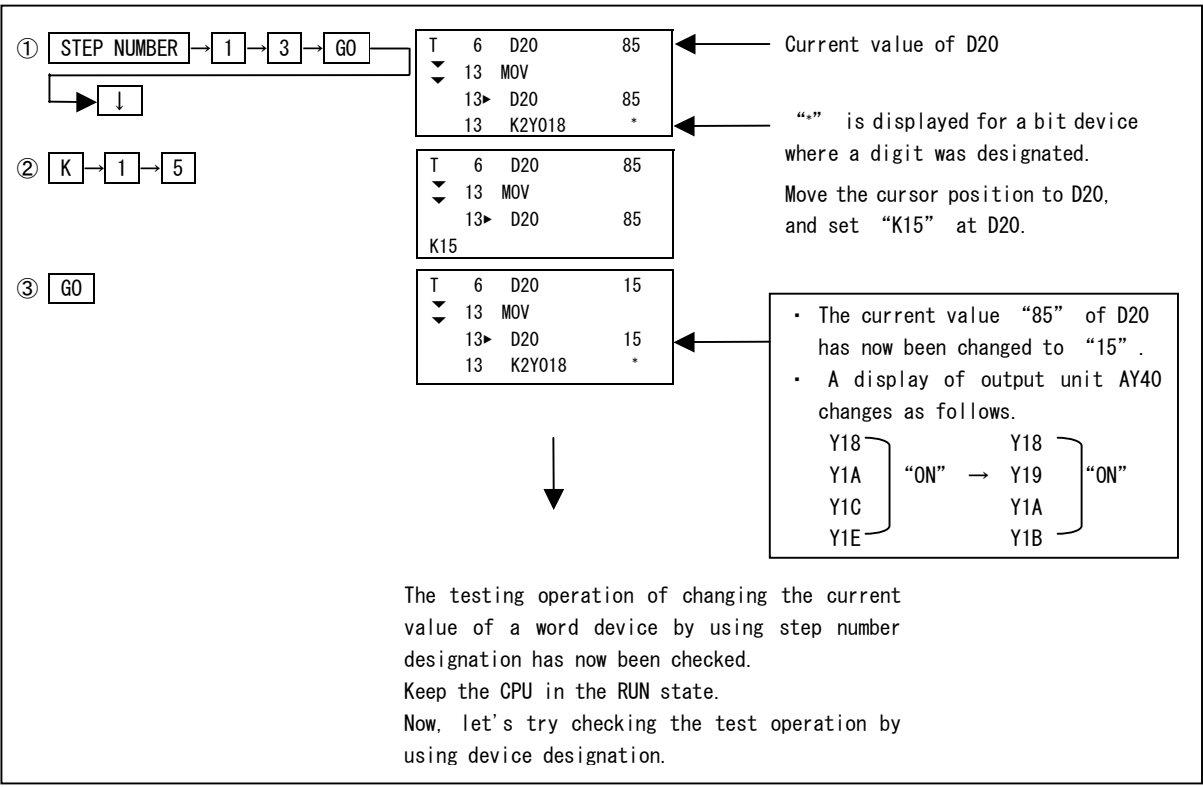 ① STEP NUMBER → 1 → 3 → GO
↓
T 6 D20 85
13 MOV
13► D20 85
13 K2Y018 *
Current value of D20
“*” is displayed for a bit device
where a digit was designated.
② K → 1 → 5
T 6 D20 85
13 MOV
13► D20 85
K15
Move the cursor position to D20,
and set “K15” at D20.
③ GO
T 6 D20 15
13 MOV
13► D20 15
13 K2Y018 *
・ The current value “85” of D20
has now been changed to “15”.
・ A display of output unit AY40
changes as follows.
Y18 Y18
Y1A “ON” → Y19 “ON”
Y1C Y1A
Y1E Y1B
The testing operation of changing the current
value of a word device by using step number
designation has now been checked.
Keep the CPU in the RUN state.
Now, let's try checking the test operation by
using device designation.